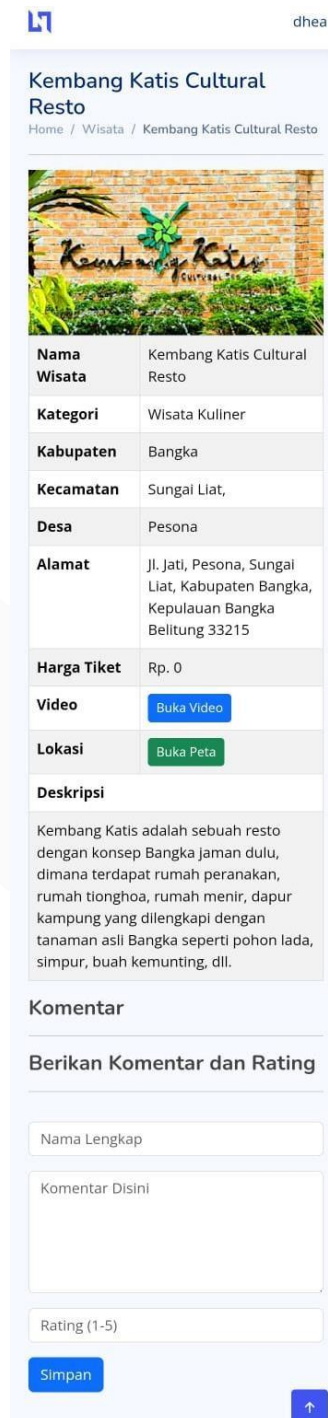 dhea
Kembang Katis Cultural
Resto
Home / Wisata / Kembang Katis Cultural Resto
Kembang Katis
CULTURAL RESTO
Nama
Wisata
Kembang Katis Cultural
Resto
Kategori
Wisata Kuliner
Kabupaten
Bangka
Kecamatan
Sungai Liat,
Desa
Pesona
Alamat
Jl. Jati, Pesona, Sungai
Liat, Kabupaten Bangka,
Kepulauan Bangka
Belitung 33215
Harga Tiket
Rp. 0
Video
Buka Video
Lokasi
Buka Peta
Deskripsi
Kembang Katis adalah sebuah resto
dengan konsep Bangka jaman dulu,
dimana terdapat rumah peranakan,
rumah tionghoa, rumah menir, dapur
kampung yang dilengkapi dengan
tanaman asli Bangka seperti pohon lada,
simpur, buah kemunting, dll.
Komentar
Berikan Komentar dan Rating
Nama Lengkap
Komentar Disini
Rating (1-5)
Simpan